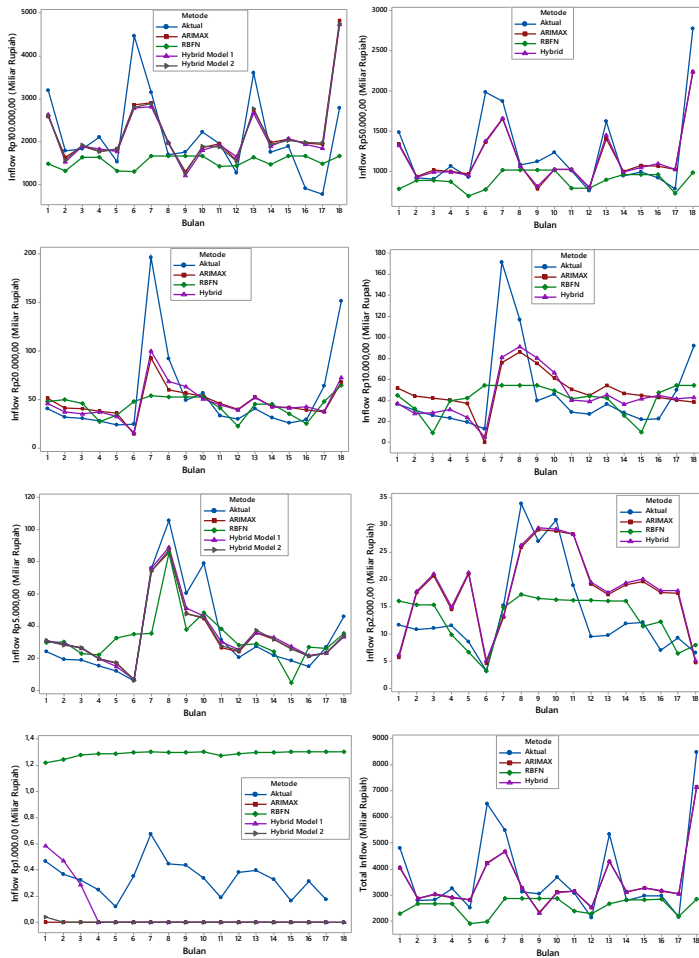 Metode
Aktual
ARIMAX
RBFN
Hybrid Model 1
Hybrid Model 2
Inflow Rp100.000,00 (Miliar Rupiah)
5000
4000
3000
2000
1000
1 2 3 4 5 6 7 8 9 10 11 12 13 14 15 16 17 18
Bulan
Metode
Aktual
ARIMAX
RBFN
Hybrid
Inflow Rp50.000,00 (Miliar Rupiah)
3000
2500
2000
1500
1000
500
1 2 3 4 5 6 7 8 9 10 11 12 13 14 15 16 17 18
Bulan
Metode
Aktual
ARIMAX
RBFN
Hybrid
Inflow Rp20.000,00 (Miliar Rupiah)
200
150
100
50
0
1 2 3 4 5 6 7 8 9 10 11 12 13 14 15 16 17 18
Bulan
Metode
Aktual
ARIMAX
RBFN
Hybrid
Inflow Rp10.000,00 (Miliar Rupiah)
180
160
140
120
100
80
60
40
20
0
1 2 3 4 5 6 7 8 9 10 11 12 13 14 15 16 17 18
Bulan
Metode
Aktual
ARIMAX
RBFN
Hybrid Model 1
Hybrid Model 2
Inflow Rp5.000,00 (Miliar Rupiah)
120
100
80
60
40
20
0
1 2 3 4 5 6 7 8 9 10 11 12 13 14 15 16 17 18
Bulan
Metode
Aktual
ARIMAX
RBFN
Hybrid
Inflow Rp2.000,00 (Miliar Rupiah)
35
30
25
20
15
10
5
0
1 2 3 4 5 6 7 8 9 10 11 12 13 14 15 16 17 18
Bulan
Metode
Aktual
ARIMAX
RBFN
Hybrid Model 1
Hybrid Model 2
Inflow Rp1.000.00 (Miliar Rupiah)
1,4
1,2
1,0
0,8
0,6
0,4
0,2
0,0
1 2 3 4 5 6 7 8 9 10 11 12 13 14 15 16 17 18
Bulan
Metode
Aktual
ARIMAX
RBFN
Hybrid
Total Inflow (Miliar Rupiah)
9000
8000
7000
6000
5000
4000
3000
2000
1 2 3 4 5 6 7 8 9 10 11 12 13 14 15 16 17 18
Bulan